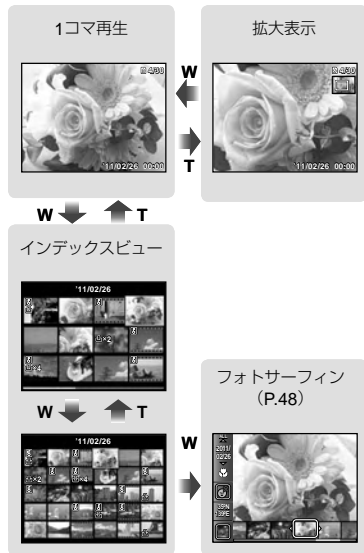 1コマ再生
4/30
'11/02/26 00:00
W
T
拡大表示
4/30
'11/02/26 00:00
W T
インデックスビュー
'11/02/26
×2
×4
W T
'11/02/26
×2
×4
W
フォトサーフィン
(P.48)
ALL
2011/
02/26